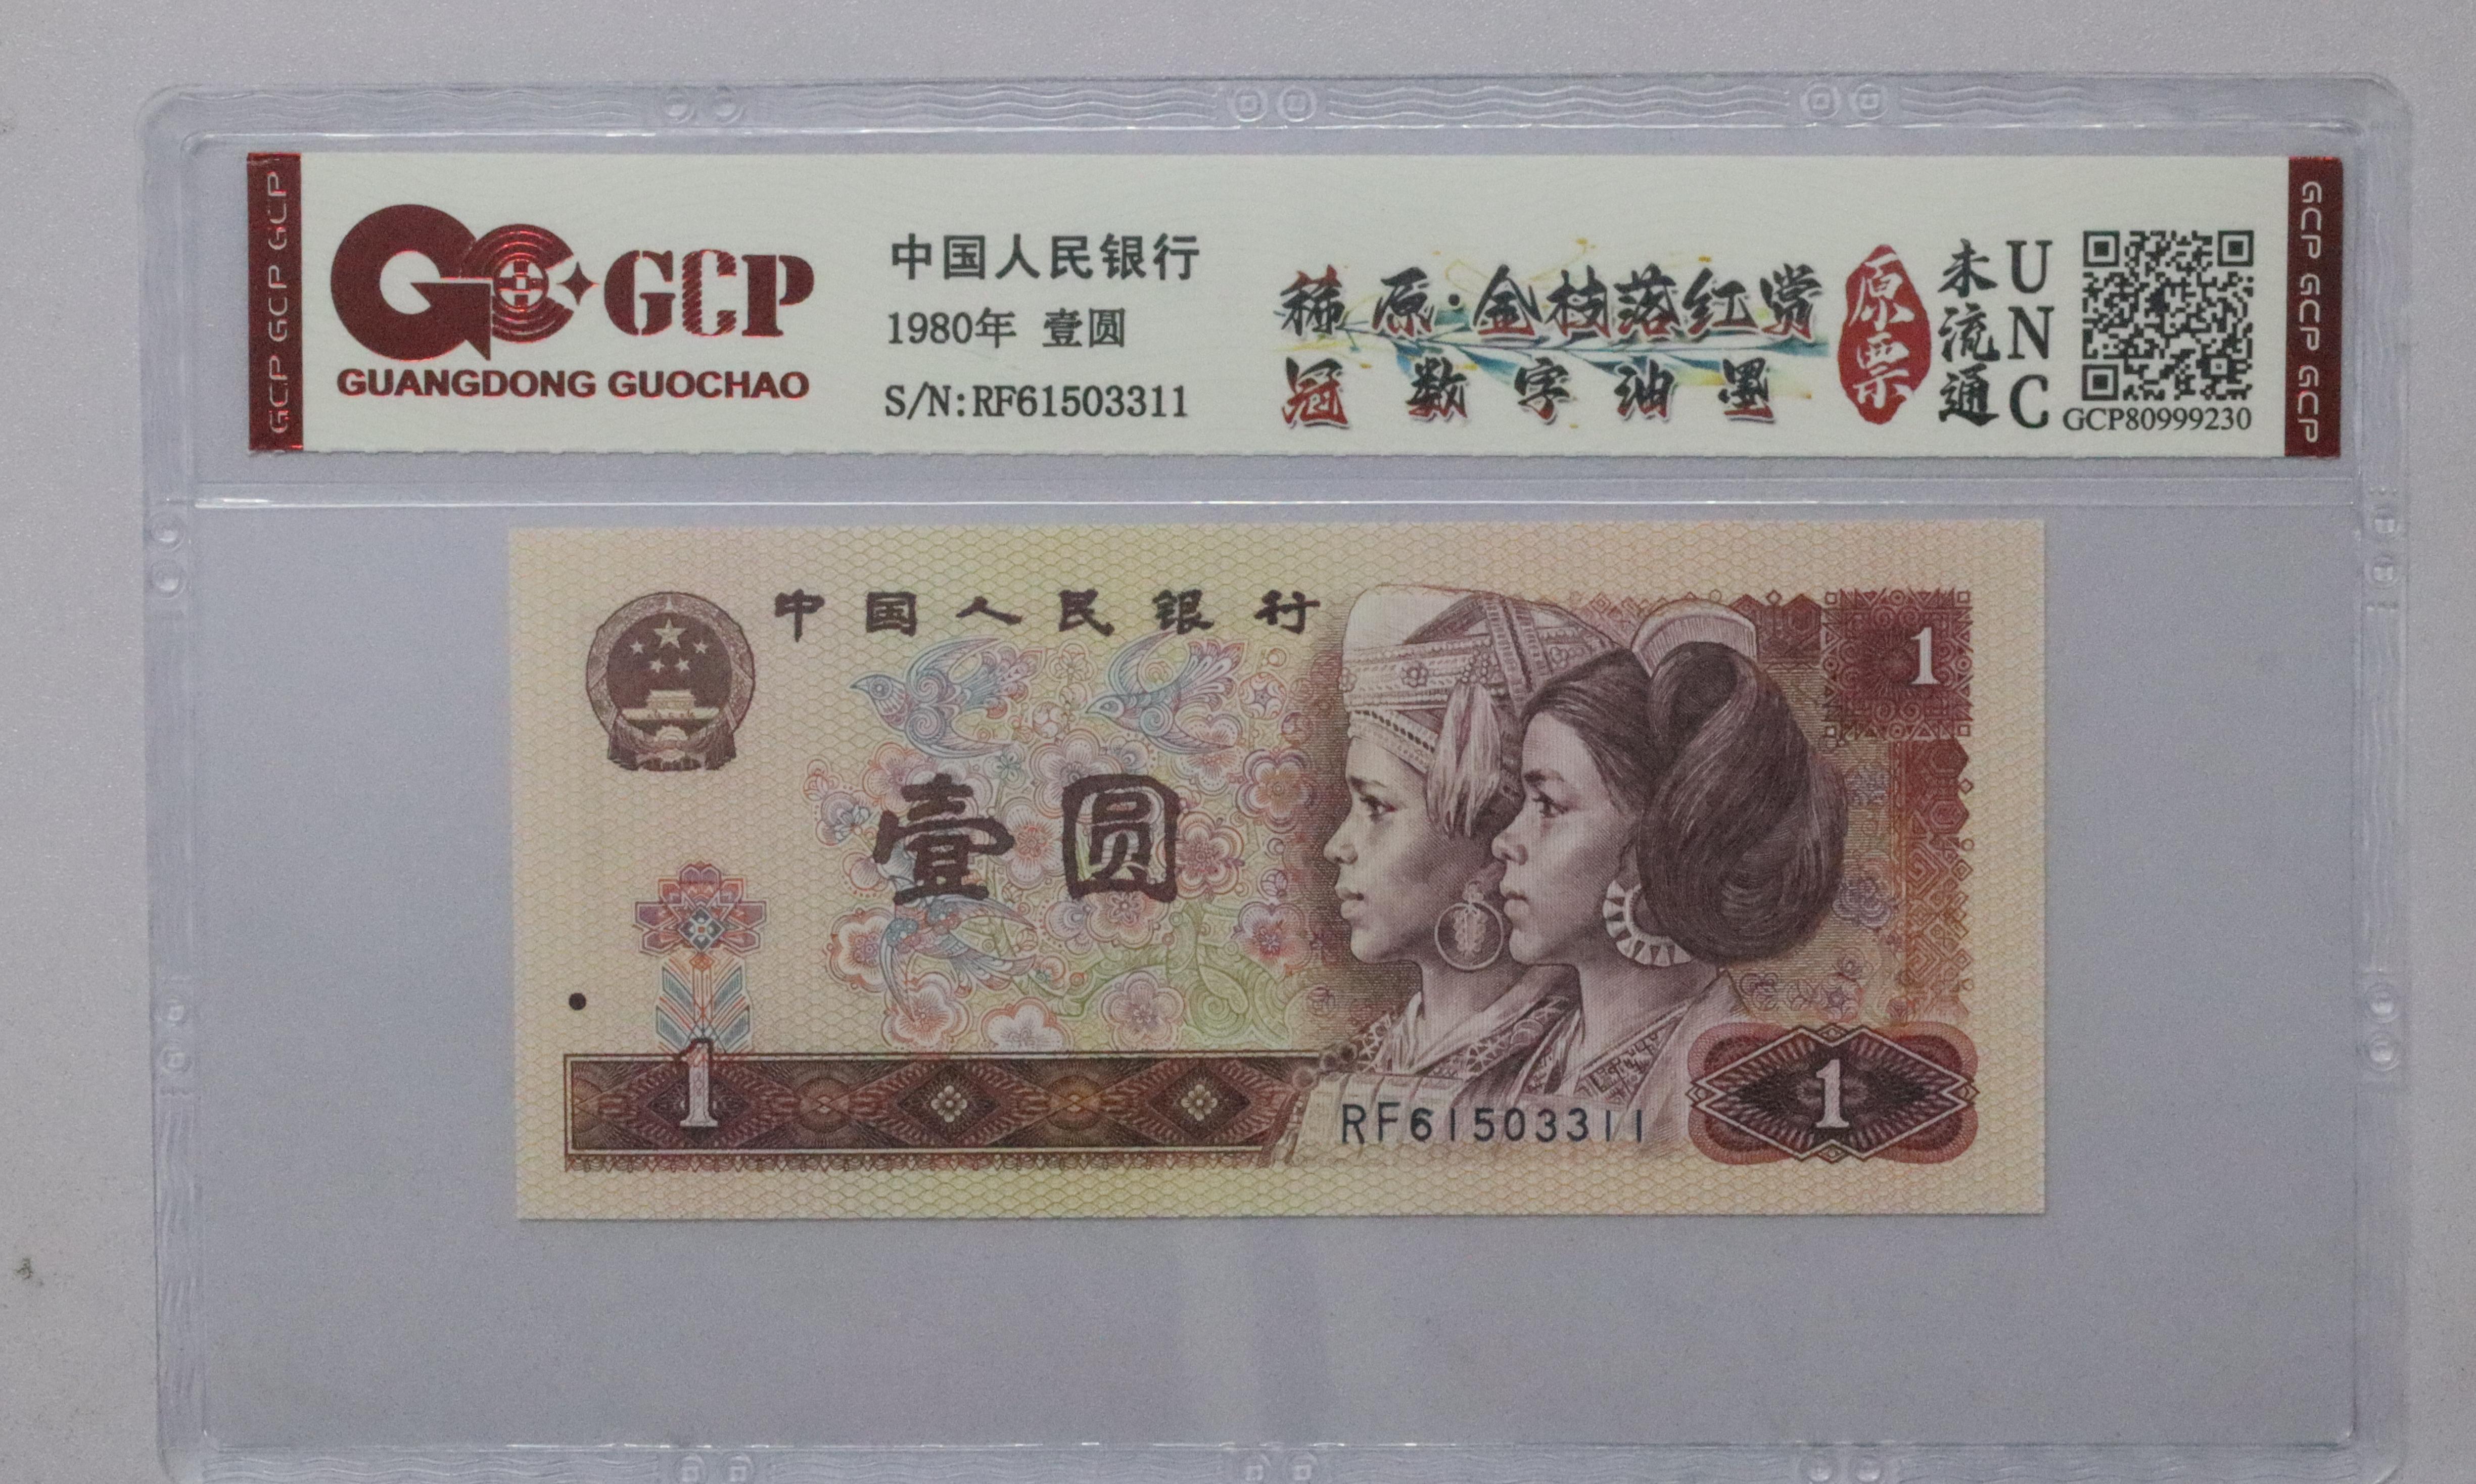 GCP GCP GCP
GCP
GUANGDONG GUOCHAO
中国人民银行
1980年 壹圆
S/N:RF61503311
稀原·金枝落红赏
冠数字油墨
原票
未流通
UNC
GCP80999230
GCP GCP GCP
中国人民银行
1
壹圆
1
RF61503311
1